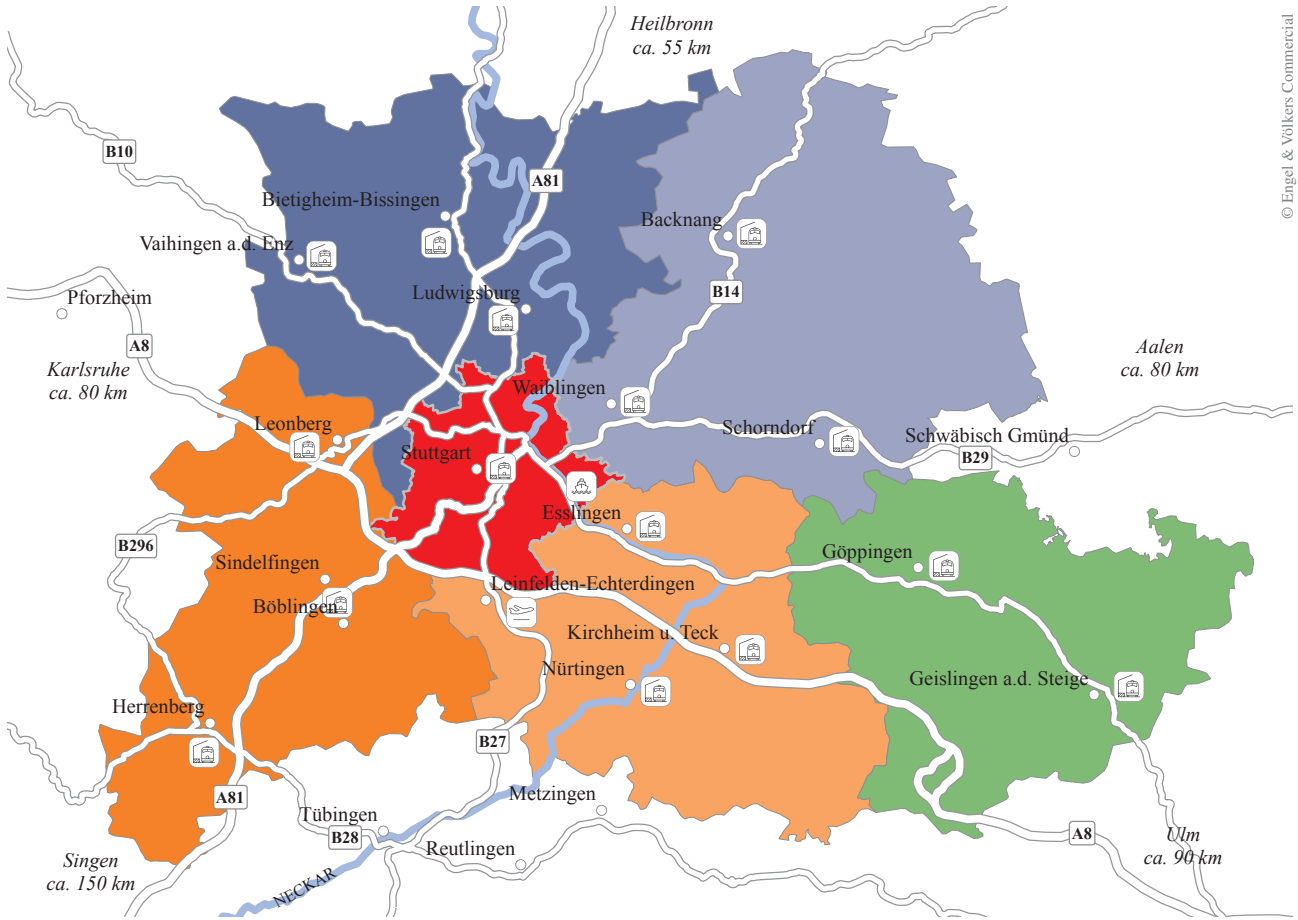 Heilbronn
ca. 55 km
© Engel & Völkers Commercial
B10
A81
Bietigheim-Bissingen
Backnang
Vaihingen a.d. Enz
B14
Ludwigsburg
Pforzheim
A8
Karlsruhe
ca. 80 km
Aalen
ca. 80 km
Waiblingen
Leonberg
Schorndorf
Schwäbisch Gmünd
Stuttgart
B29
Esslingen
B296
Göppingen
Sindelfingen
Leinfelden-Echterdingen
Böblingen
Kirchheim u. Teck
Nürtingen
Geislingen a.d. Steige
Herrenberg
B27
A81
Metzingen
Tübingen
B28
A8
Reutlingen
Ulm
ca. 90 km
Singen
ca. 150 km
NECKAR